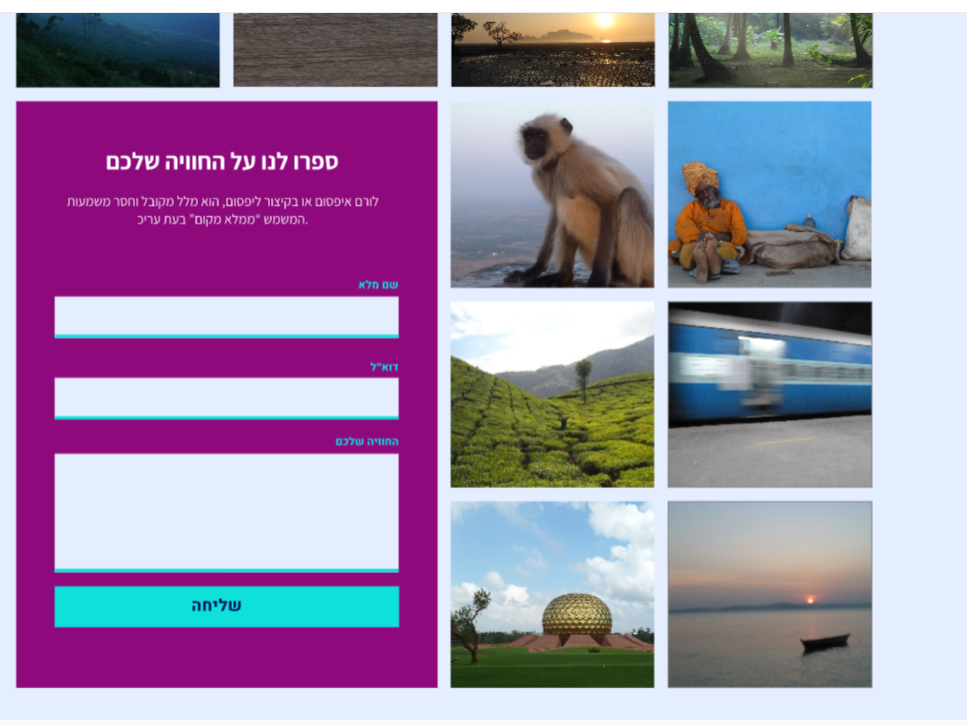 ספרו לנו על החוויה שלכם
לורם איפסום או בקיצור ליפסום, הוא מלל מקובל וחסר משמעות
המשמש "ממלא מקום" בעת עריכ.
שם מלא
דוא"ל
החוויה שלכם
שליחה